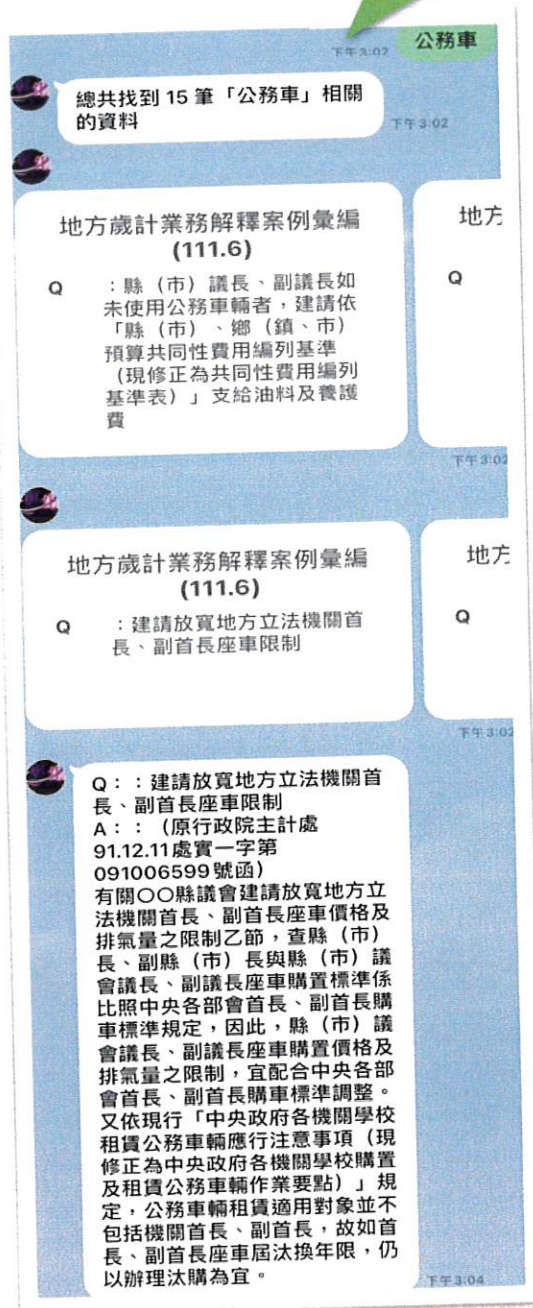 下午3:02 公務車
總共找到 15 筆「公務車」相關
的資料
下午3:02
地方歲計業務解釋案例彙編
(111.6)
Q ：縣（市）議長、副議長如
未使用公務車輛者，建請依
「縣（市）、鄉（鎮、市）
預算共同性費用編列基準
（現修正為共同性費用編列
基準表）」支給油料及養護
費
地方
Q
下午3:02
地方歲計業務解釋案例彙編
(111.6)
Q ：建請放寬地方立法機關首
長、副首長座車限制
地方
Q
下午3:02
Q：：建請放寬地方立法機關首
長、副首長座車限制
A：：（原行政院主計處
91.12.11處實一字第
091006599號函）
有關○○縣議會建請放寬地方立
法機關首長、副首長座車價格及
排氣量之限制乙節，查縣（市）
長、副縣（市）長與縣（市）議
會議長、副議長座車購置標準係
比照中央各部會首長、副首長購
車標準規定，因此，縣（市）議
會議長、副議長座車購置價格及
排氣量之限制，宜配合中央各部
會首長、副首長購車標準調整。
又依現行「中央政府各機關學校
租賃公務車輛應行注意事項（現
修正為中央政府各機關學校購置
及租賃公務車輛作業要點）」規
定，公務車輛租賃適用對象並不
包括機關首長、副首長，故如首
長、副首長座車屆汰換年限，仍
以辦理汰購為宜。
下午3:04